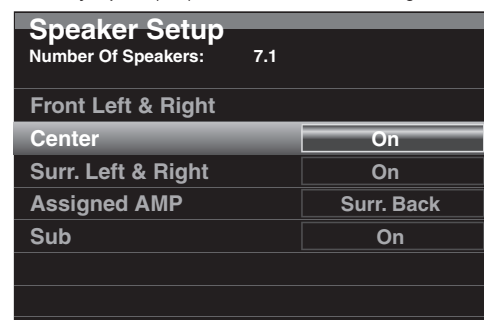 Speaker Setup
Number Of Speakers: 7.1
Front Left & Right
Center On
Surr. Left & Right On
Assigned AMP Surr. Back
Sub On